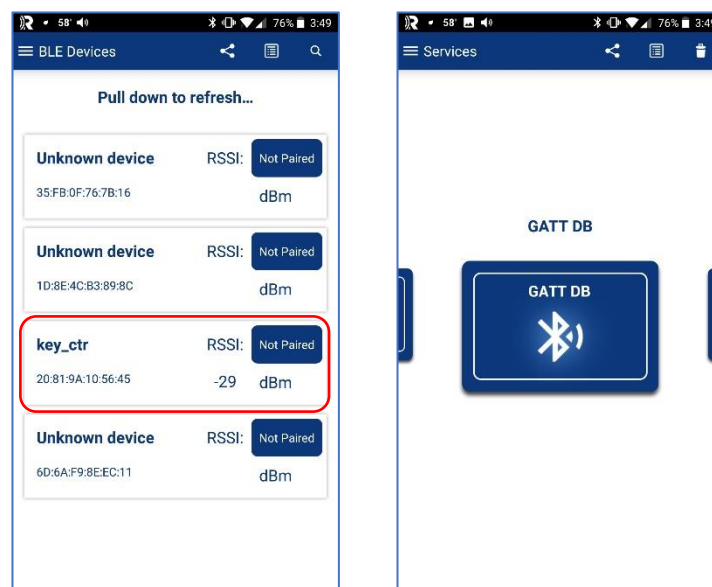 58° 76% 3:49
BLE Devices
Pull down to refresh...
Unknown device RSSI: Not Paired
35:FB:0F:76:7B:16 dBm
Unknown device RSSI: Not Paired
1D:8E:4C:B3:89:8C dBm
key_ctr RSSI: Not Paired
20:81:9A:10:56:45 -29 dBm
Unknown device RSSI: Not Paired
6D:6A:F9:8E:EC:11 dBm
58° 76% 3:49
Services
GATT DB
GATT DB